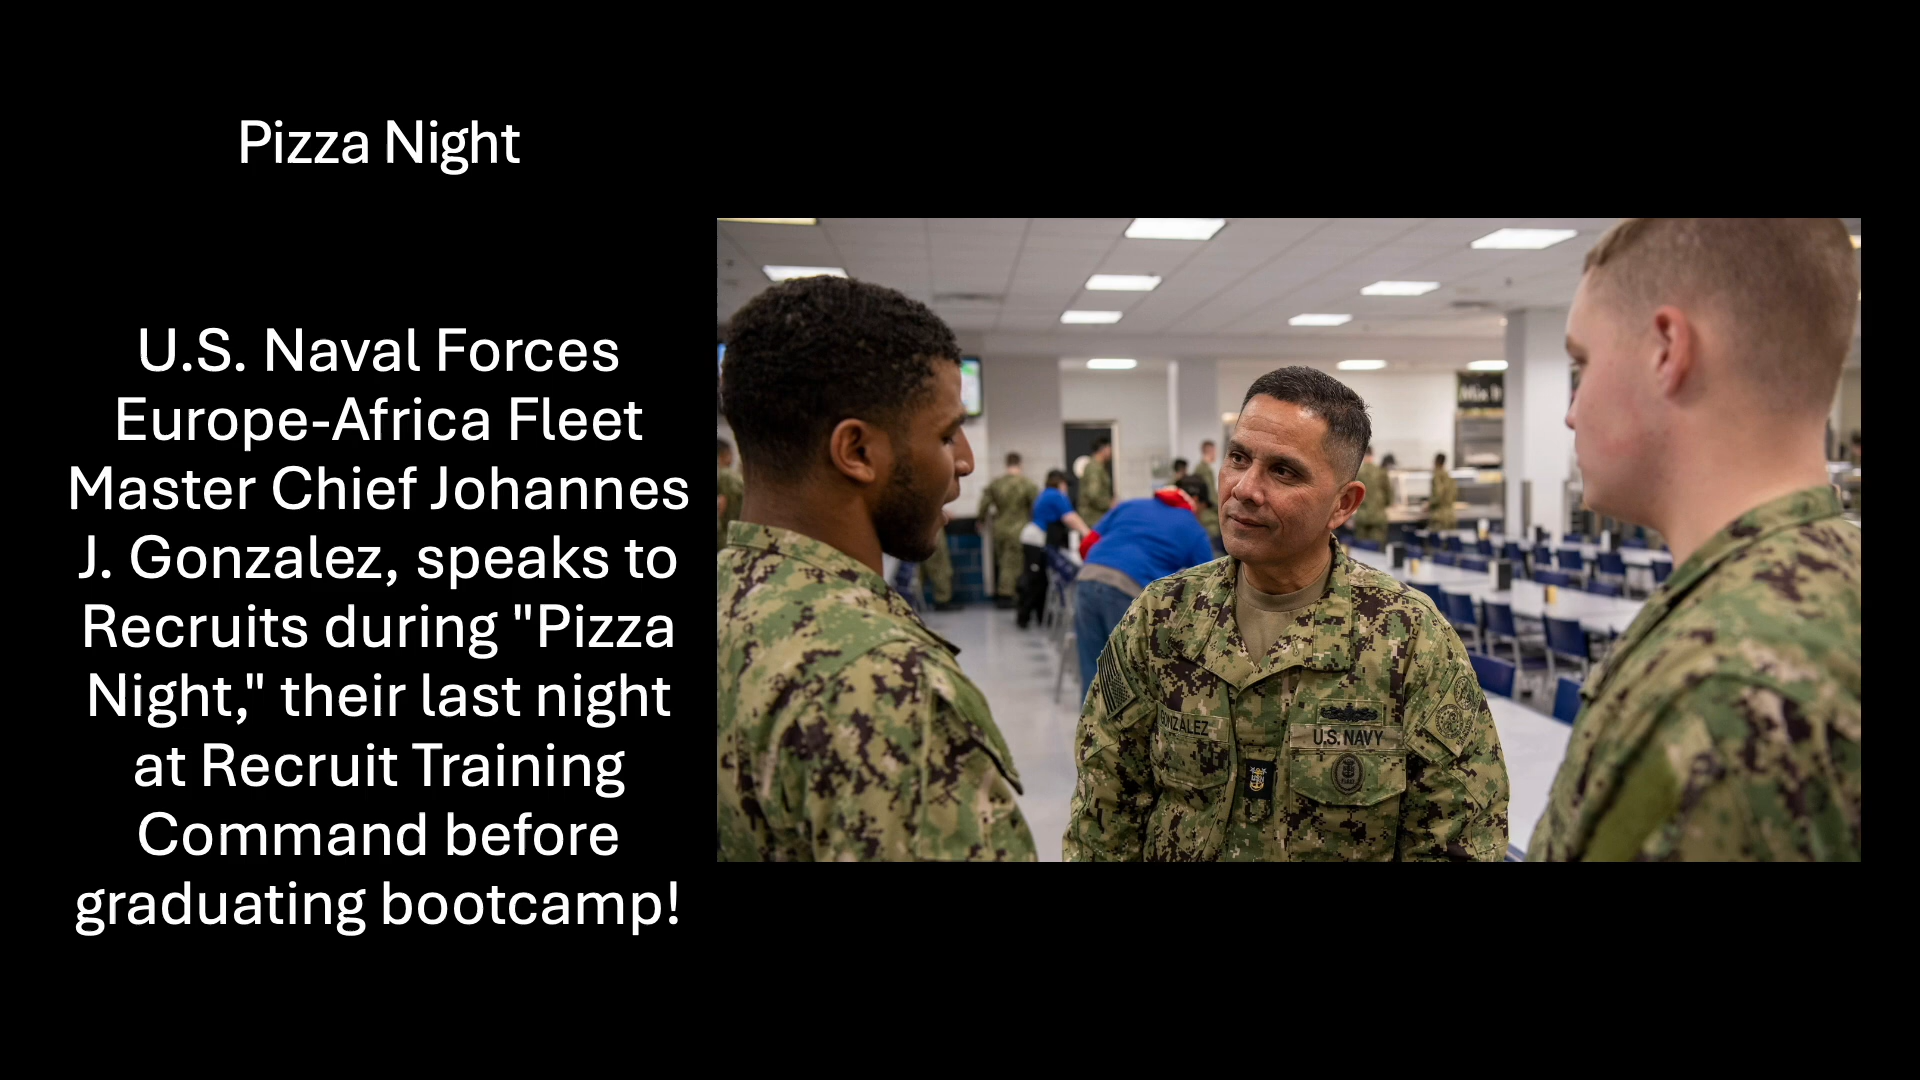 Pizza Night
U.S. Naval Forces
Europe-Africa Fleet
Master Chief Johannes
J. Gonzalez, speaks to
Recruits during "Pizza
Night," their last night
at Recruit Training
Command before
graduating bootcamp!
GONZALEZ
U.S. NAVY